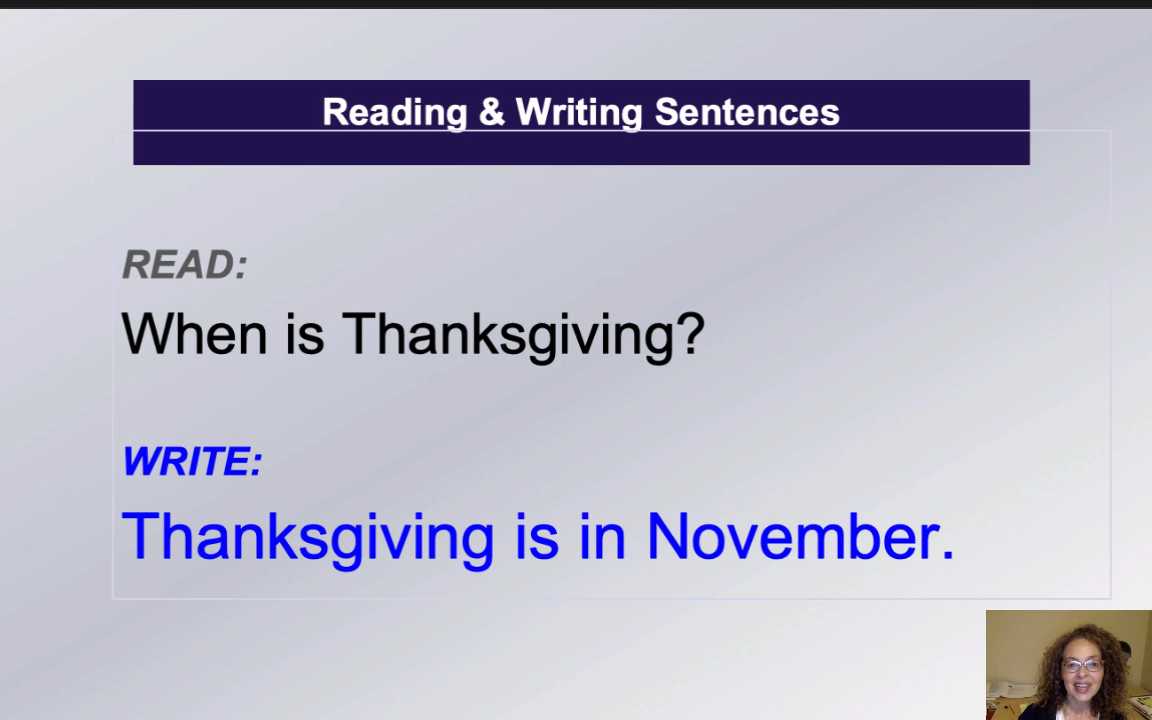 Reading & Writing Sentences
READ:
When is Thanksgiving?
WRITE:
Thanksgiving is in November.